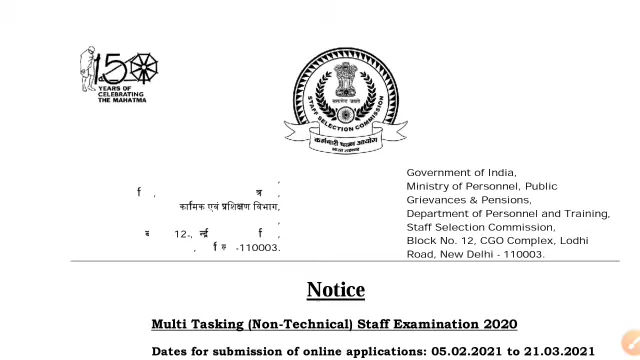 150
YEARS OF
CELEBRATING
THE MAHATMA
STAFF SELECTION COMMISSION
सत्यमेव जयते
कर्मचारी चयन आयोग
भारत सरकार
कार्मिक एवं प्रशिक्षण विभाग,
12-,
-110003.
Government of India,
Ministry of Personnel, Public
Grievances & Pensions,
Department of Personnel and Training,
Staff Selection Commission,
Block No. 12, CGO Complex, Lodhi
Road, New Delhi - 110003.
Notice
Multi Tasking (Non-Technical) Staff Examination 2020
Dates for submission of online applications: 05.02.2021 to 21.03.2021